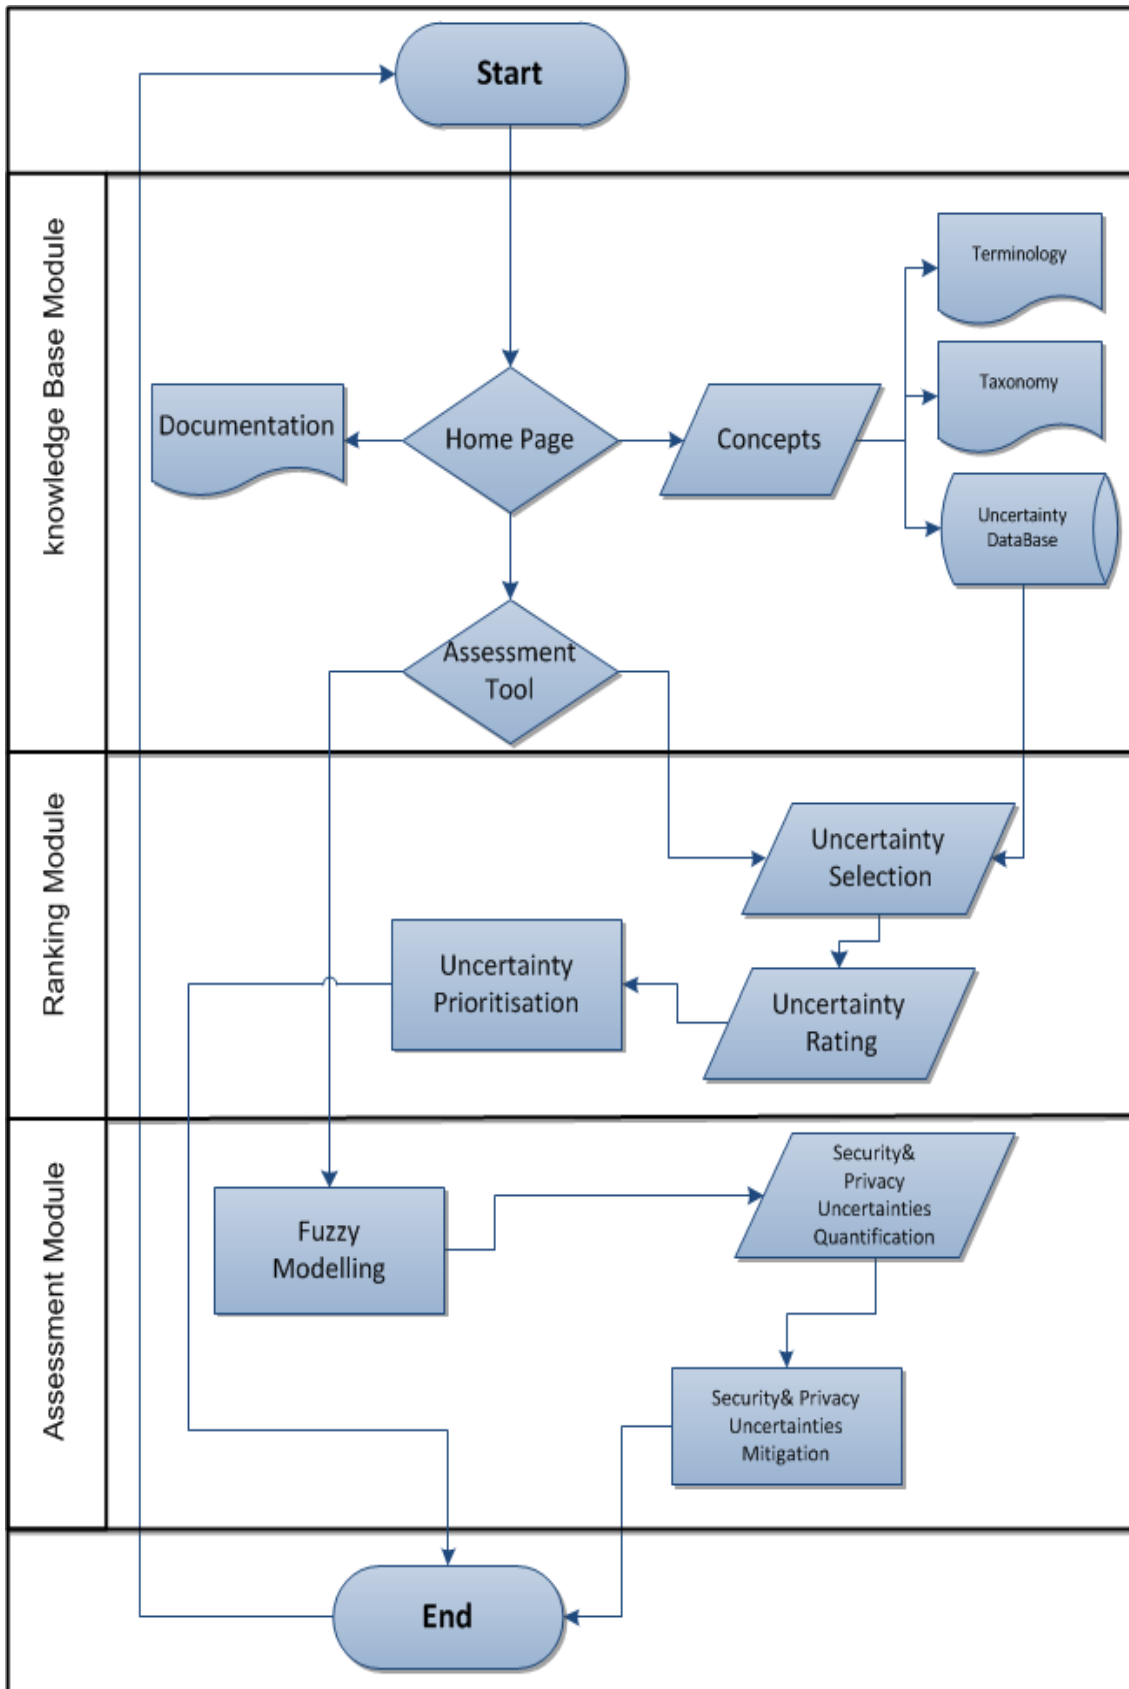 Start
knowledge Base Module
Terminology
Taxonomy
Documentation
Home Page
Concepts
Uncertainty
DataBase
Assessment
Tool
Ranking Module
Uncertainty
Selection
Uncertainty
Prioritisation
Uncertainty
Rating
Assessment Module
Security&
Privacy
Uncertainties
Quantification
Fuzzy
Modelling
Security& Privacy
Uncertainties
Mitigation
End